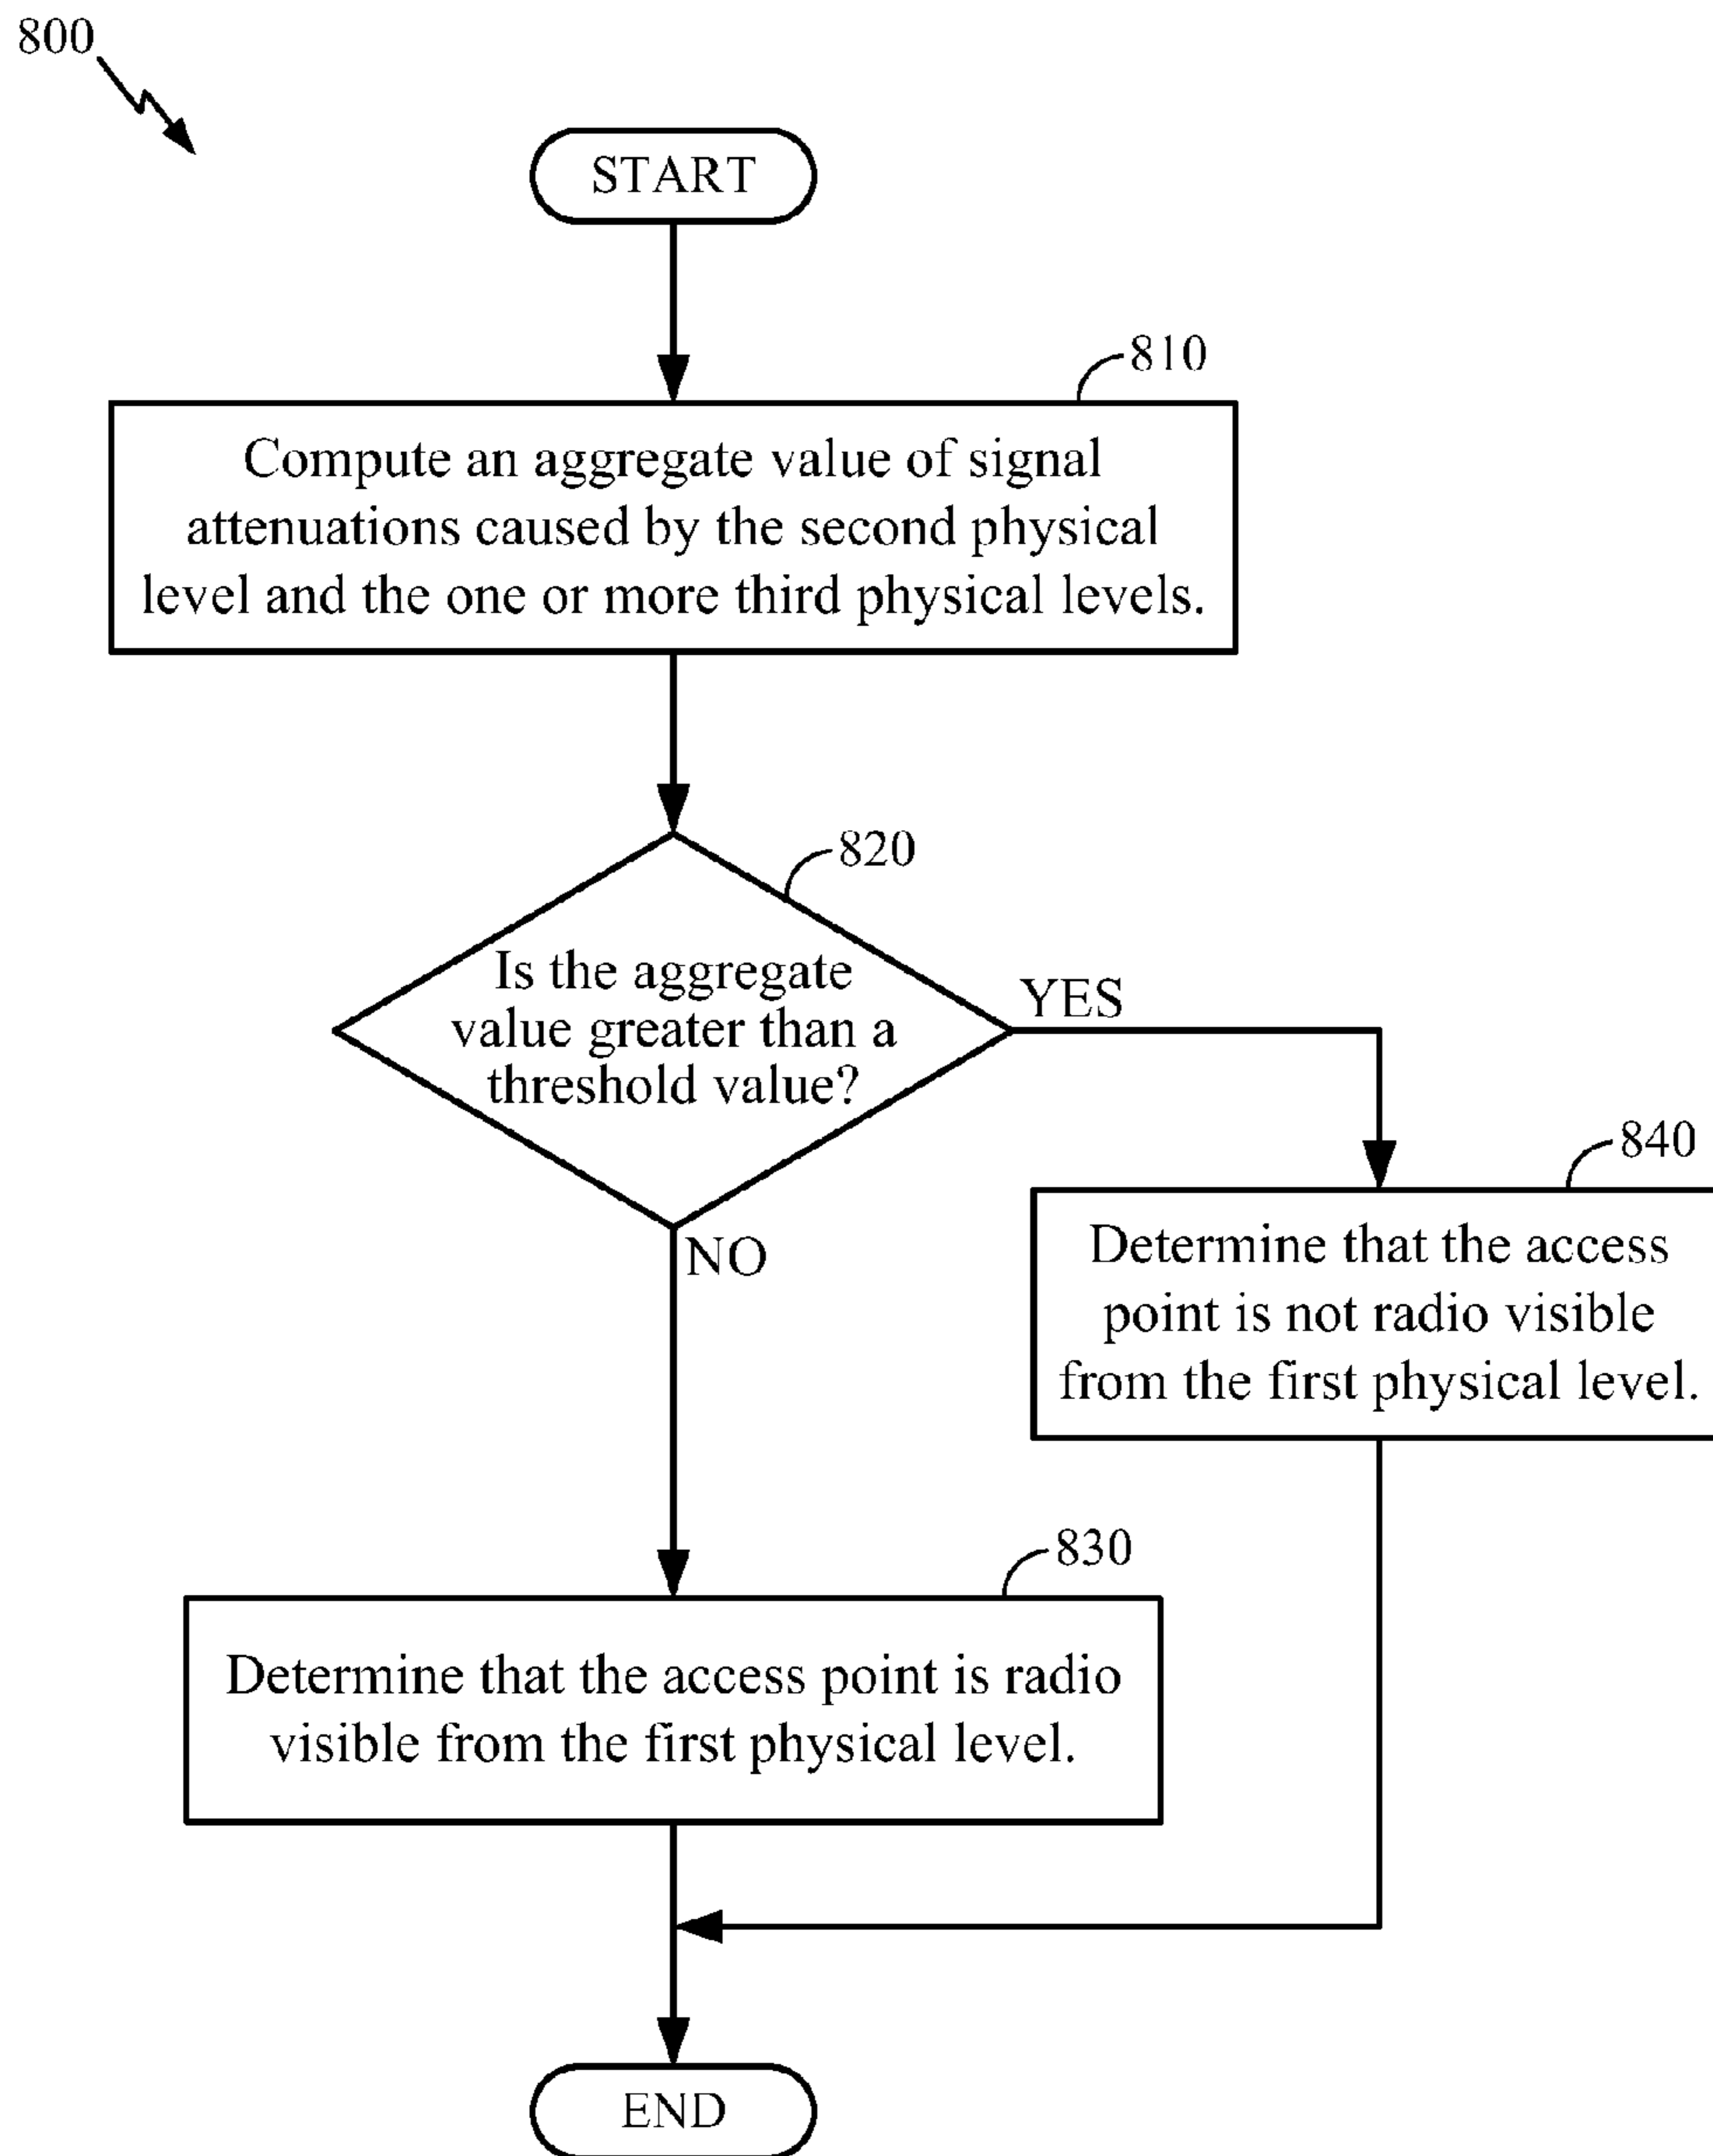 800
START
810
Compute an aggregate value of signal
attenuations caused by the second physical
level and the one or more third physical levels.
820
Is the aggregate
value greater than a
threshold value?
YES
NO
840
Determine that the access
point is not radio visible
from the first physical level.
830
Determine that the access point is radio
visible from the first physical level.
END